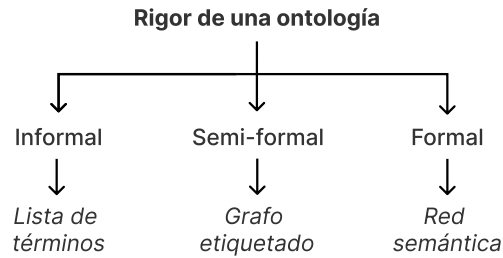 Rigor de una ontología
Informal
Semi-formal
Formal
Lista de
términos
Grafo
etiquetado
Red
semántica